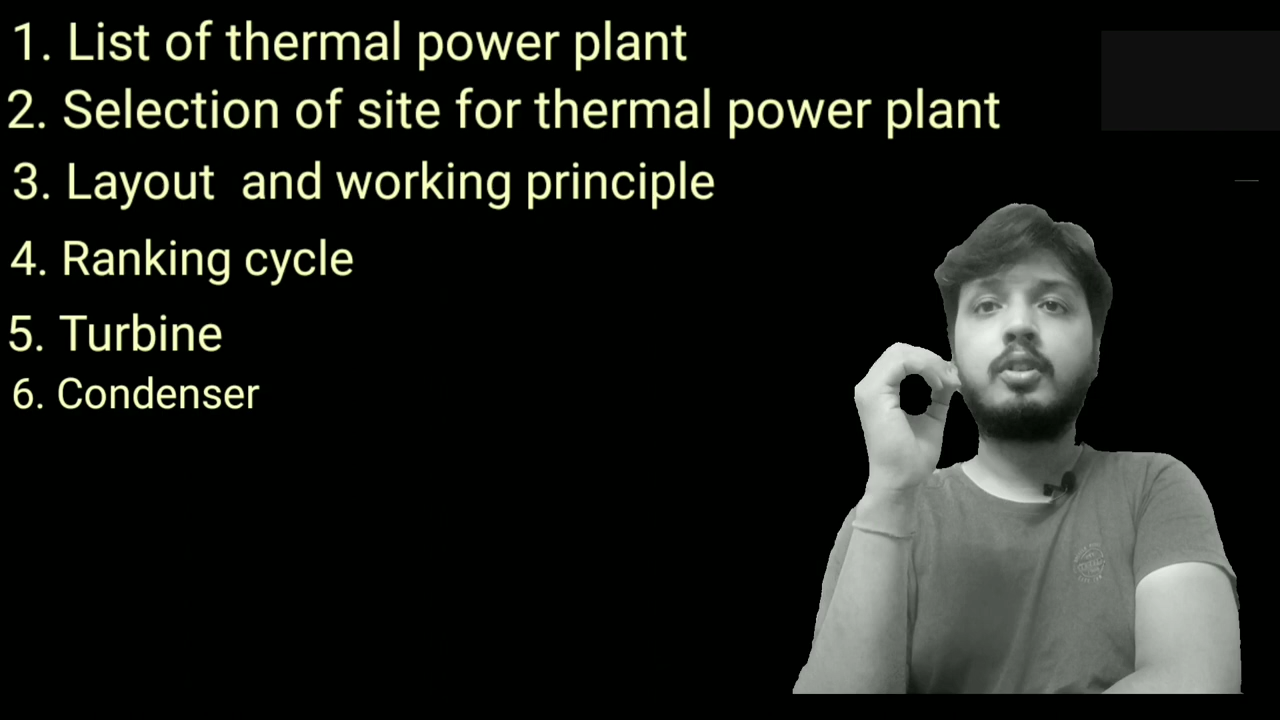 1. List of thermal power plant
2. Selection of site for thermal power plant
3. Layout and working principle
4. Ranking cycle
5. Turbine
6. Condenser